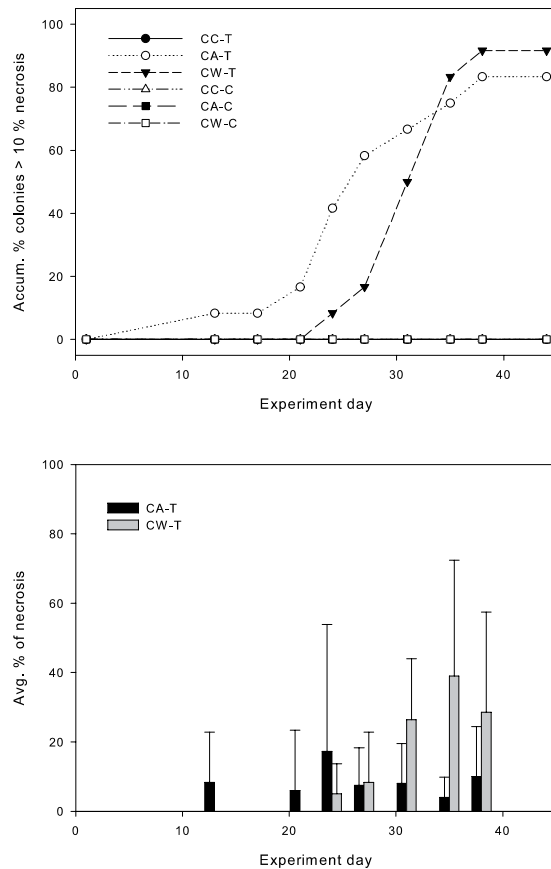 100
80
60
40
20
0
Accum. % colonies > 10 % necrosis
CC-T
CA-T
CW-T
CC-C
CA-C
CW-C
0 10 20 30 40
Experiment day
100
80
60
40
20
0
Avg. % of necrosis
CA-T
CW-T
0 10 20 30 40
Experiment day